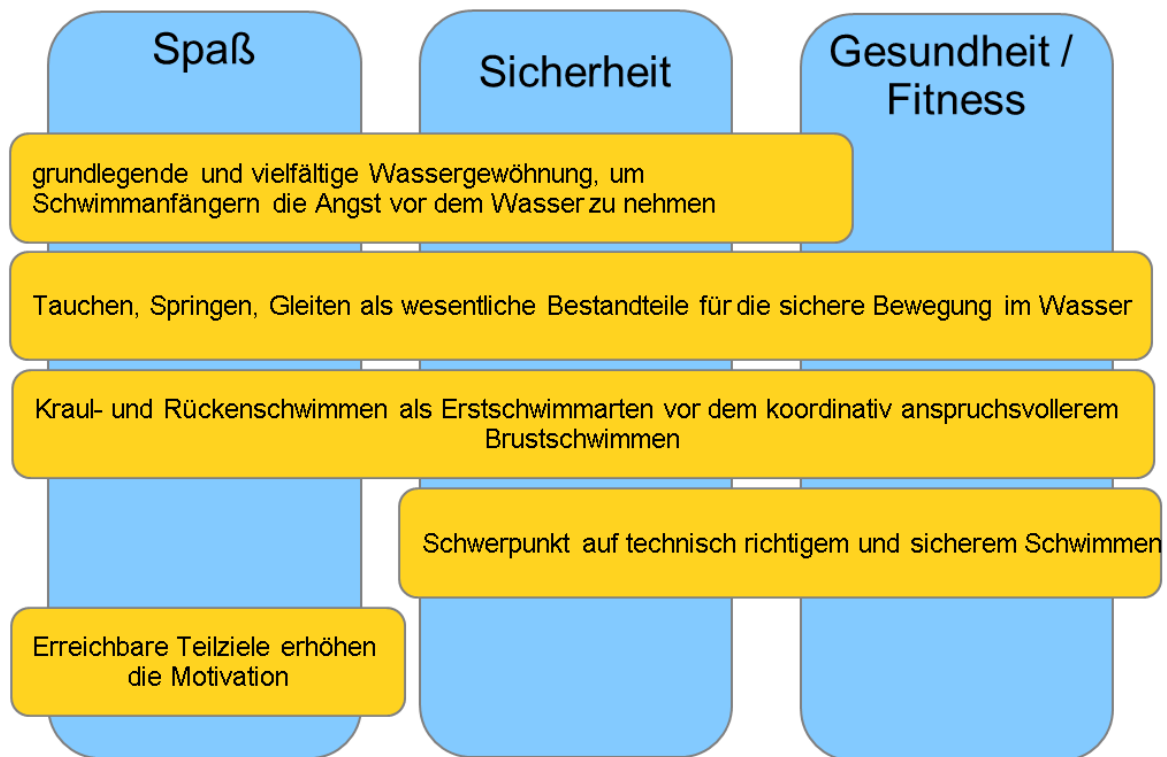 Spaß
Sicherheit
Gesundheit /
Fitness
grundlegende und vielfältige Wassergewöhnung, um
Schwimmanfängern die Angst vor dem Wasser zu nehmen
Tauchen, Springen, Gleiten als wesentliche Bestandteile für die sichere Bewegung im Wasser
Kraul- und Rückenschwimmen als Erstschwimmarten vor dem koordinativ anspruchsvollerem
Brustschwimmen
Schwerpunkt auf technisch richtigem und sicherem Schwimmen
Erreichbare Teilziele erhöhen
die Motivation